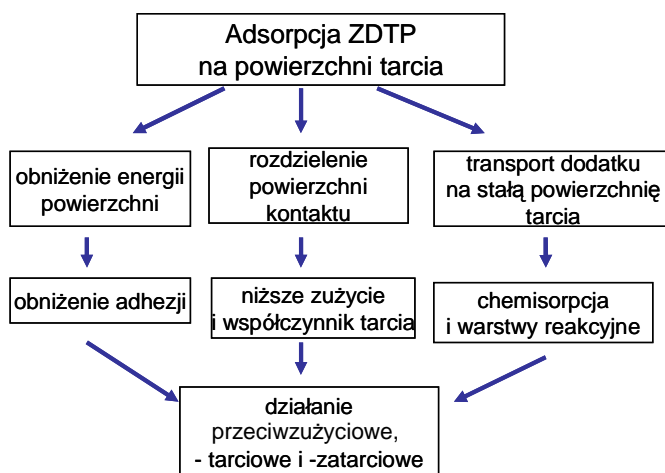 Adsorpcja ZDTP
na powierzchni tarcia
obniżenie energii
powierzchni
rozdzielenie
powierzchni
kontaktu
transport dodatku
na stałą powierzchnię
tarcia
obniżenie adhezji
niższe zużycie
i współczynnik tarcia
chemisorpcja
i warstwy reakcyjne
działanie
przeciwzużyciowe,
- tarciowe i -zatarciowe